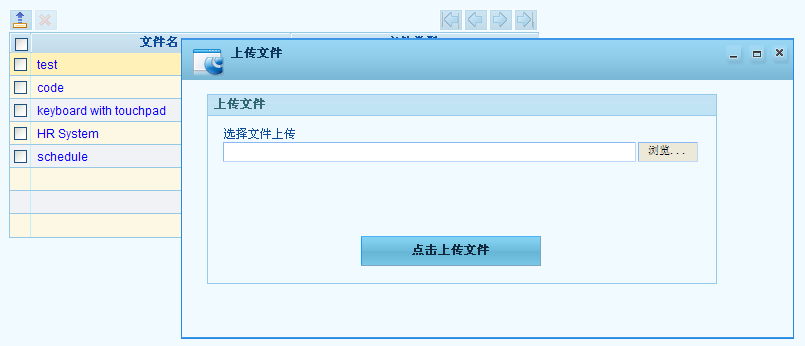 文件名
上传文件
test
code
keyboard with touchpad
HR System
schedule
上传文件
选择文件上传
浏览...
点击上传文件